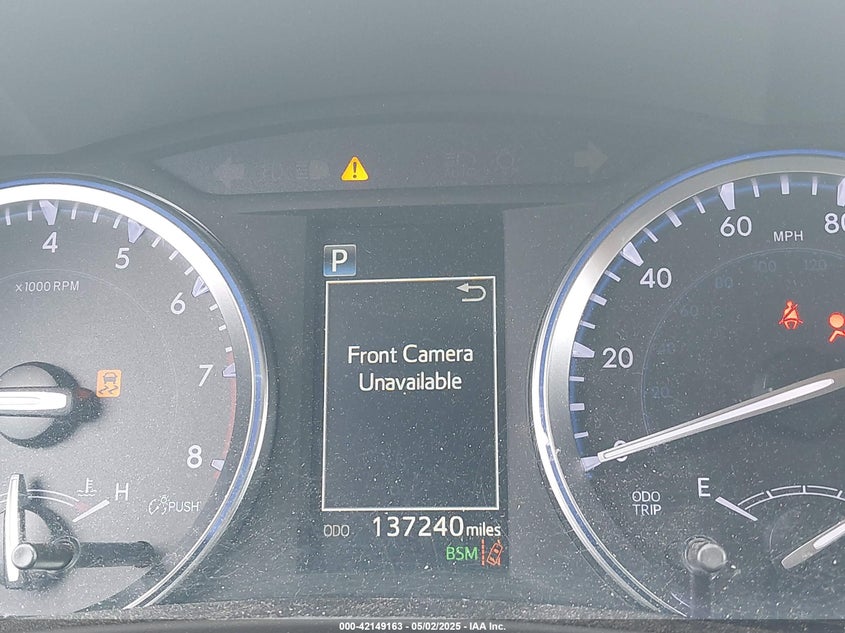 P
Front Camera
Unavailable
ODO 137240 miles
BSM
4
5
6
7
8
x1000 RPM
H
PUSH
0
20
40
60
80
MPH
ODO
TRIP
E
000-42149163 - 05/02/2025 - IAA Inc.